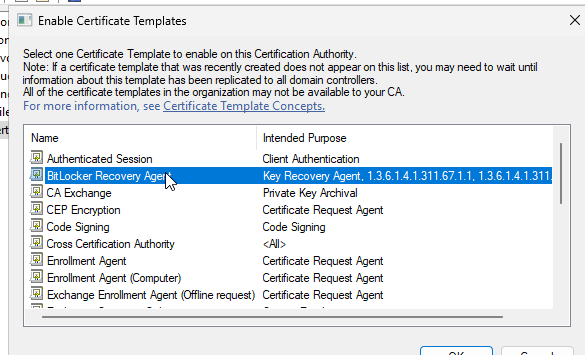 Enable Certificate Templates
Select one Certificate Template to enable on this Certification Authority.
Note: If a certificate template that was recently created does not appear on this list, you may need to wait until
information about this template has been replicated to all domain controllers.
All of the certificate templates in the organization may not be available to your CA.
For more information, see Certificate Template Concepts.
Name Intended Purpose
Authenticated Session Client Authentication
BitLocker Recovery Agent Key Recovery Agent, 1.3.6.1.4.1.311.67.1.1, 1.3.6.1.4.1.311.
CA Exchange Private Key Archival
CEP Encryption Certificate Request Agent
Code Signing Code Signing
Cross Certification Authority <All>
Enrollment Agent Certificate Request Agent
Enrollment Agent (Computer) Certificate Request Agent
Exchange Enrollment Agent (Offline request) Certificate Request Agent